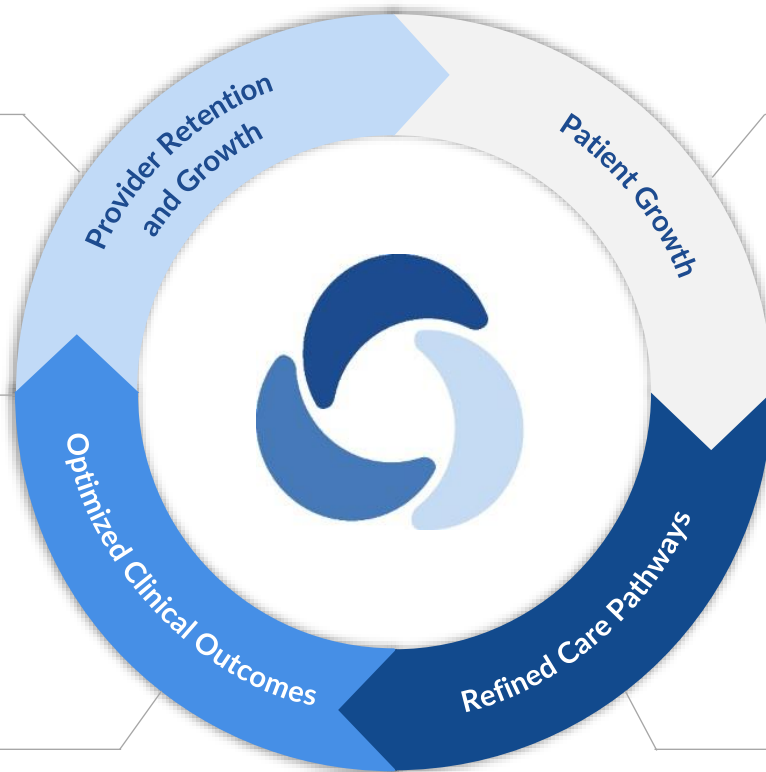 Provider Retention
and Growth
Patient Growth
Refined Care Pathways
Optimized Clinical Outcomes